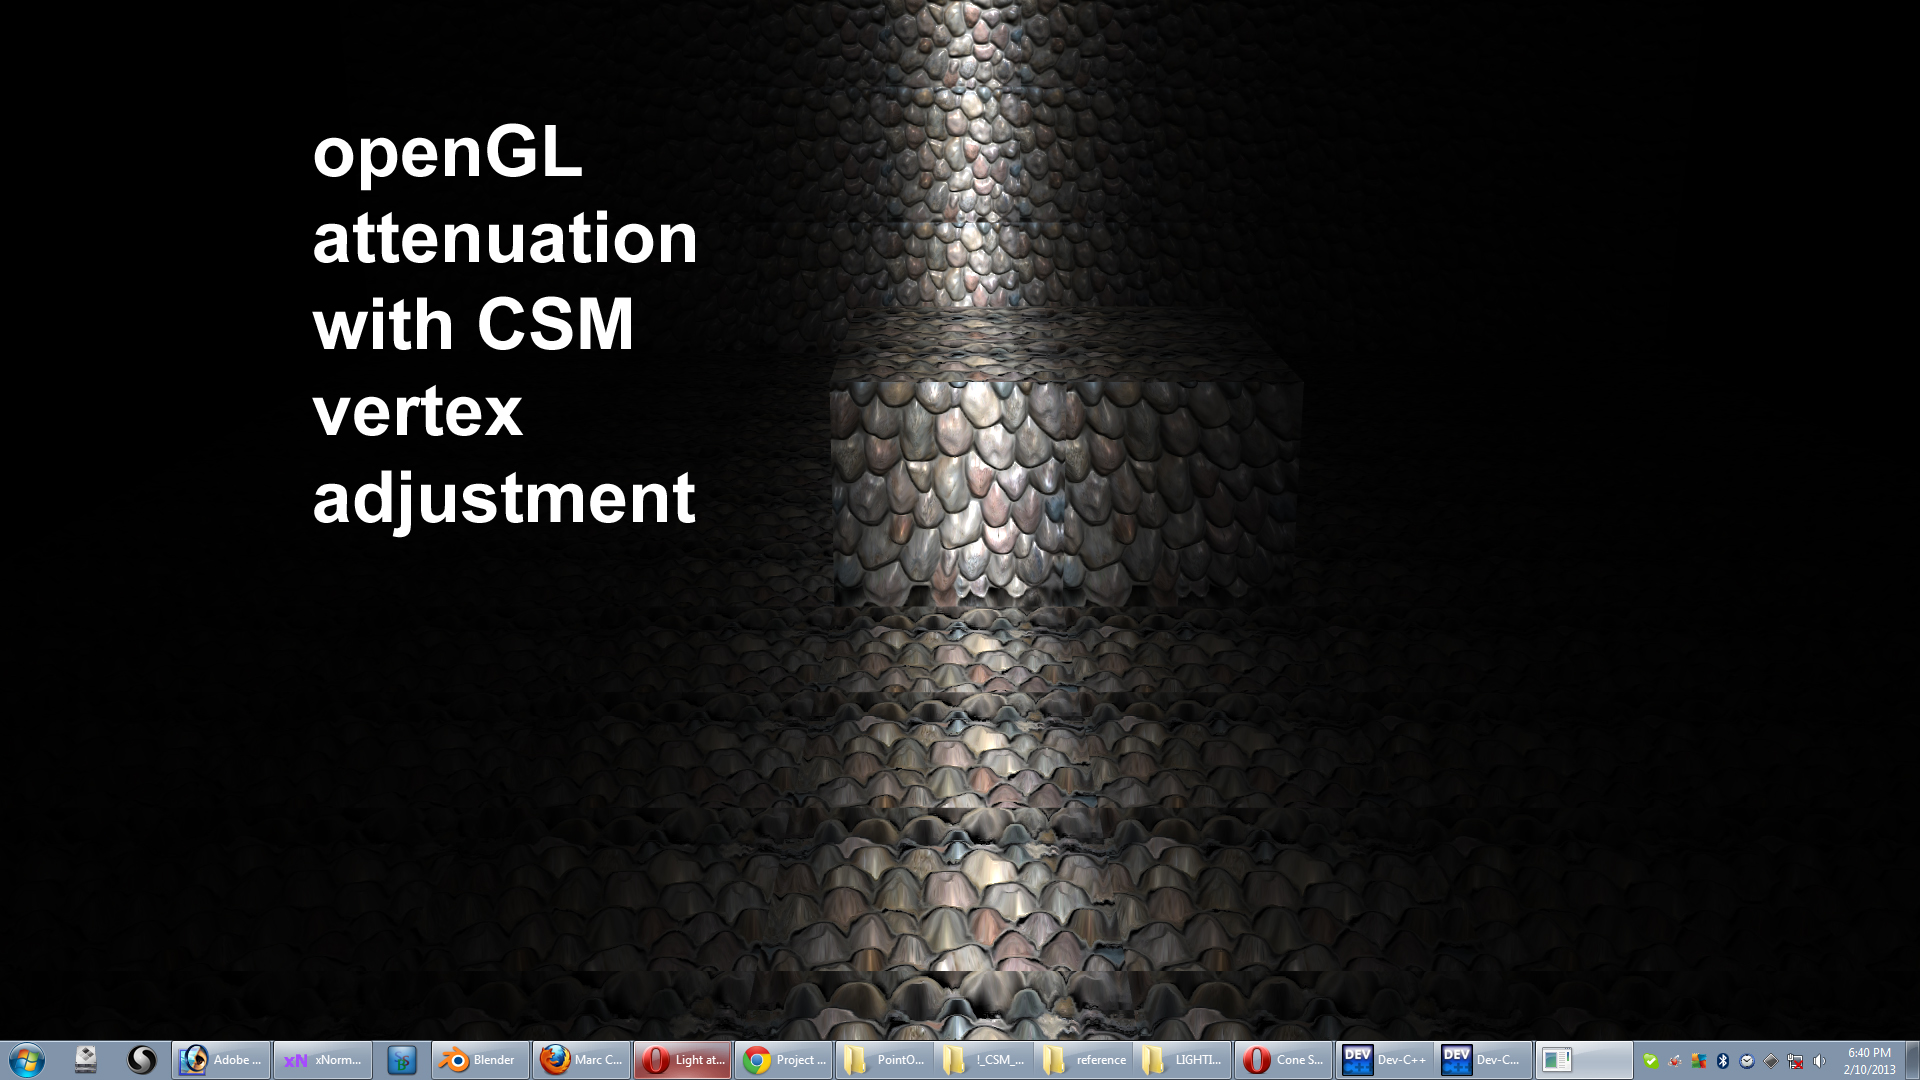 openGL
attenuation
with CSM
vertex
adjustment
Adobe ...
xN xNorm...
Blender
Marc C...
Light at...
Project ...
PointO...
!_CSM_...
reference
LIGHTI...
Cone S...
DEV Dev-C++
DEV Dev-C...
6:40 PM
2/10/2013